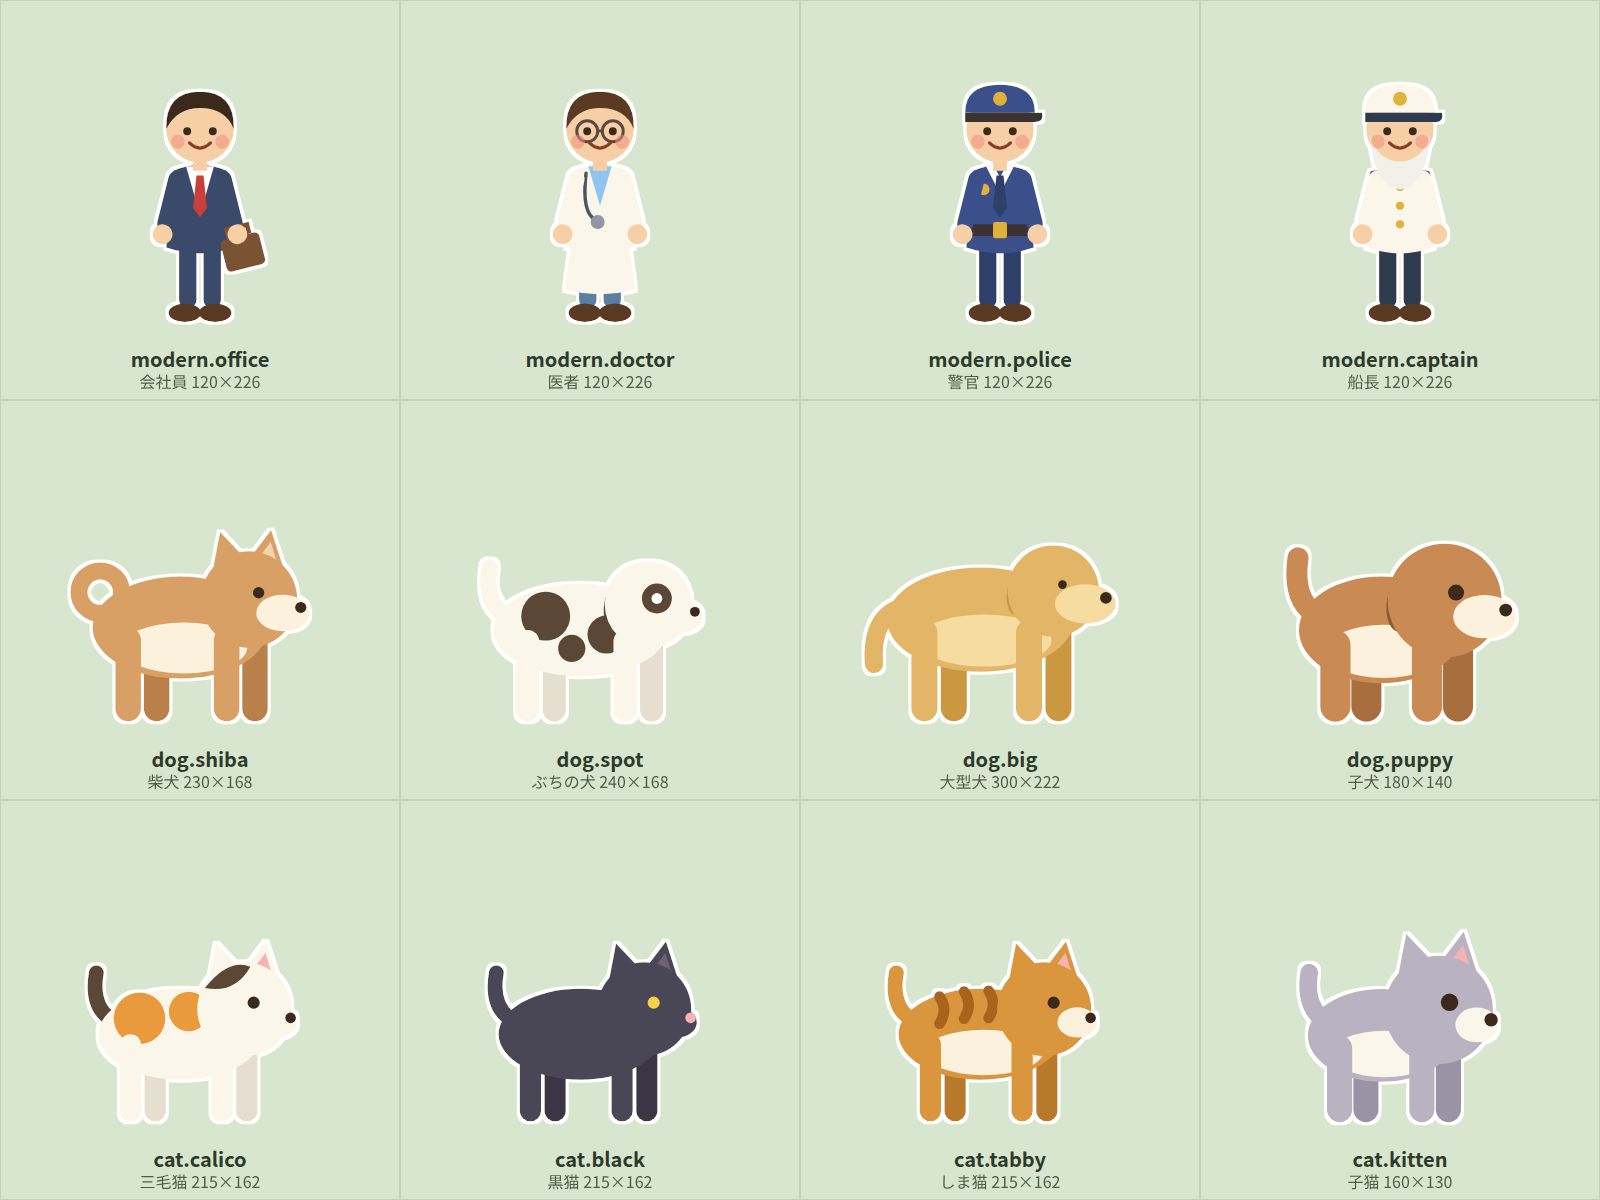 modern.office
会社員 120×226
modern.doctor
医者 120×226
modern.police
警官 120×226
modern.captain
船長 120×226
dog.shiba
柴犬 230×168
dog.spot
ぶちの犬 240×168
dog.big
大型犬 300×222
dog.puppy
子犬 180×140
cat.calico
三毛猫 215×162
cat.black
黒猫 215×162
cat.tabby
しま猫 215×162
cat.kitten
子猫 160×130